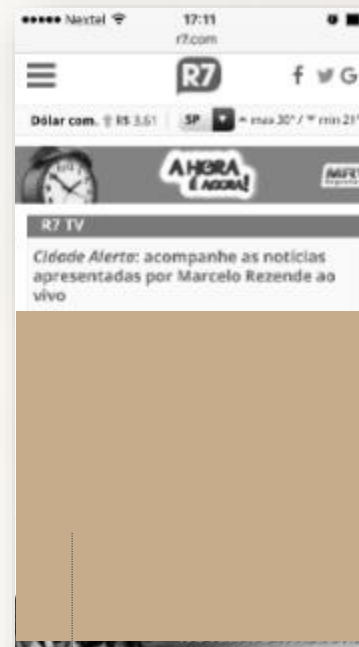 Nextel 17:11
r7.com
R7 f G
Dólar com. R$ 3,61 SP max 30° / min 21°
A HORA
É AGORA!
R7 TV
Cidade Alerta: acompanhe as notícias
apresentadas por Marcelo Rezende ao
vivo